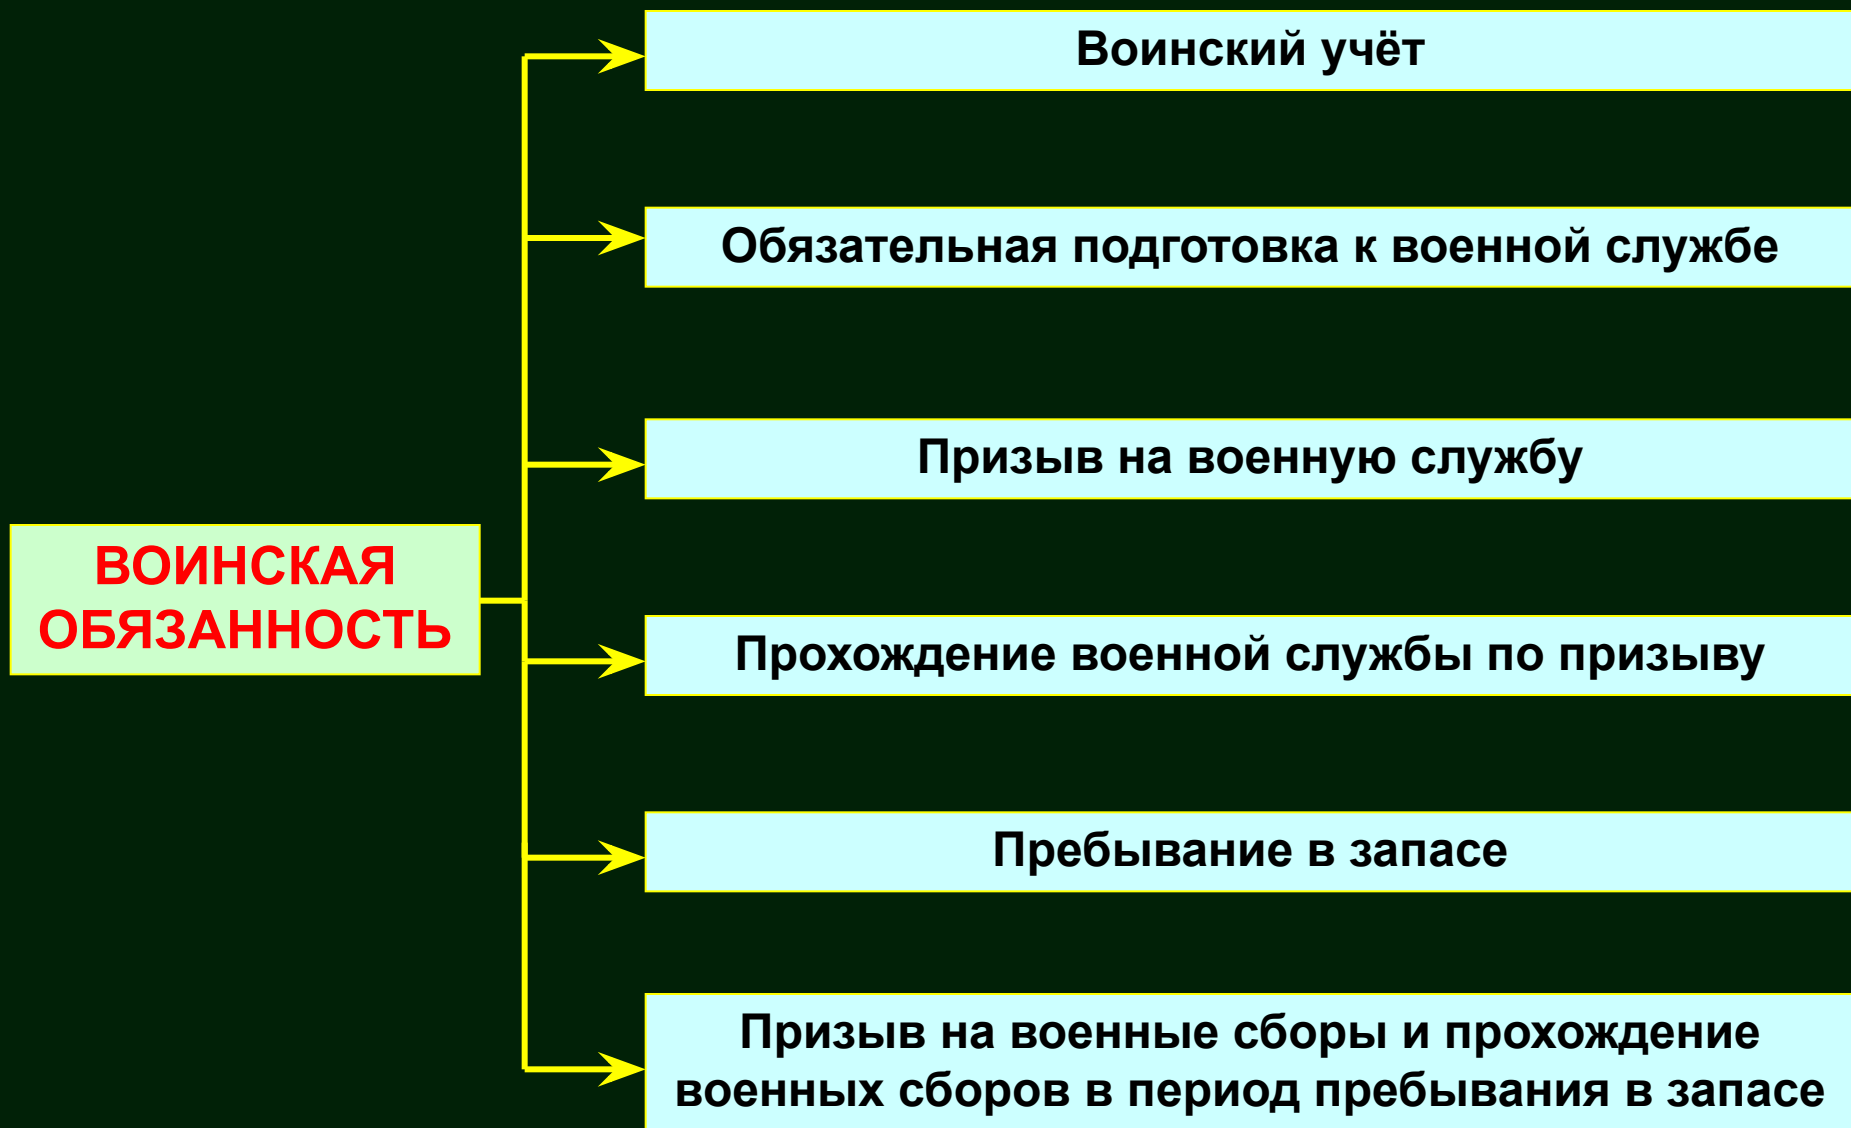 Воинский учёт
Обязательная подготовка к военной службе
Призыв на военную службу
ВОИНСКАЯ
ОБЯЗАННОСТЬ
Прохождение военной службы по призыву
Пребывание в запасе
Призыв на военные сборы и прохождение
военных сборов в период пребывания в запасе